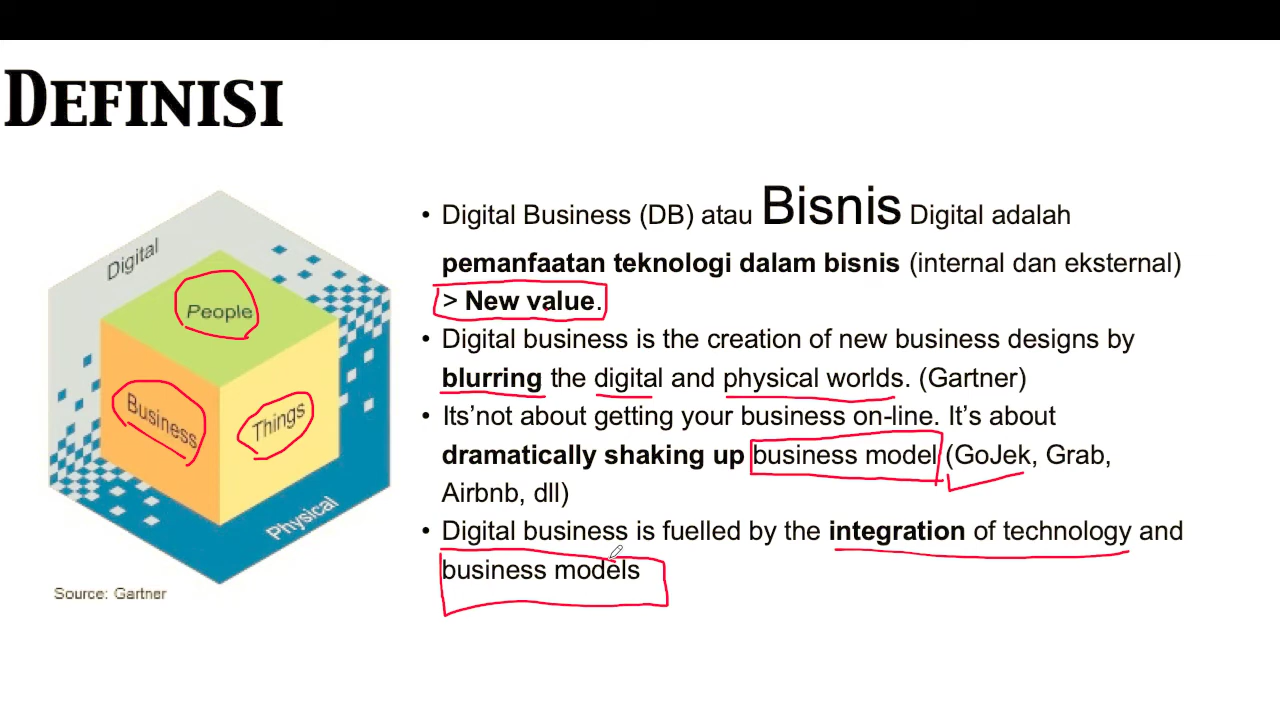 DEFINISI
Digital
People
Business
Things
Physical
Source: Gartner
• Digital Business (DB) atau Bisnis Digital adalah
pemanfaatan teknologi dalam bisnis (internal dan eksternal)
> New value.
• Digital business is the creation of new business designs by
blurring the digital and physical worlds. (Gartner)
• Its'not about getting your business on-line. It's about
dramatically shaking up business model (GoJek, Grab,
Airbnb, dll)
• Digital business is fuelled by the integration of technology and
business models